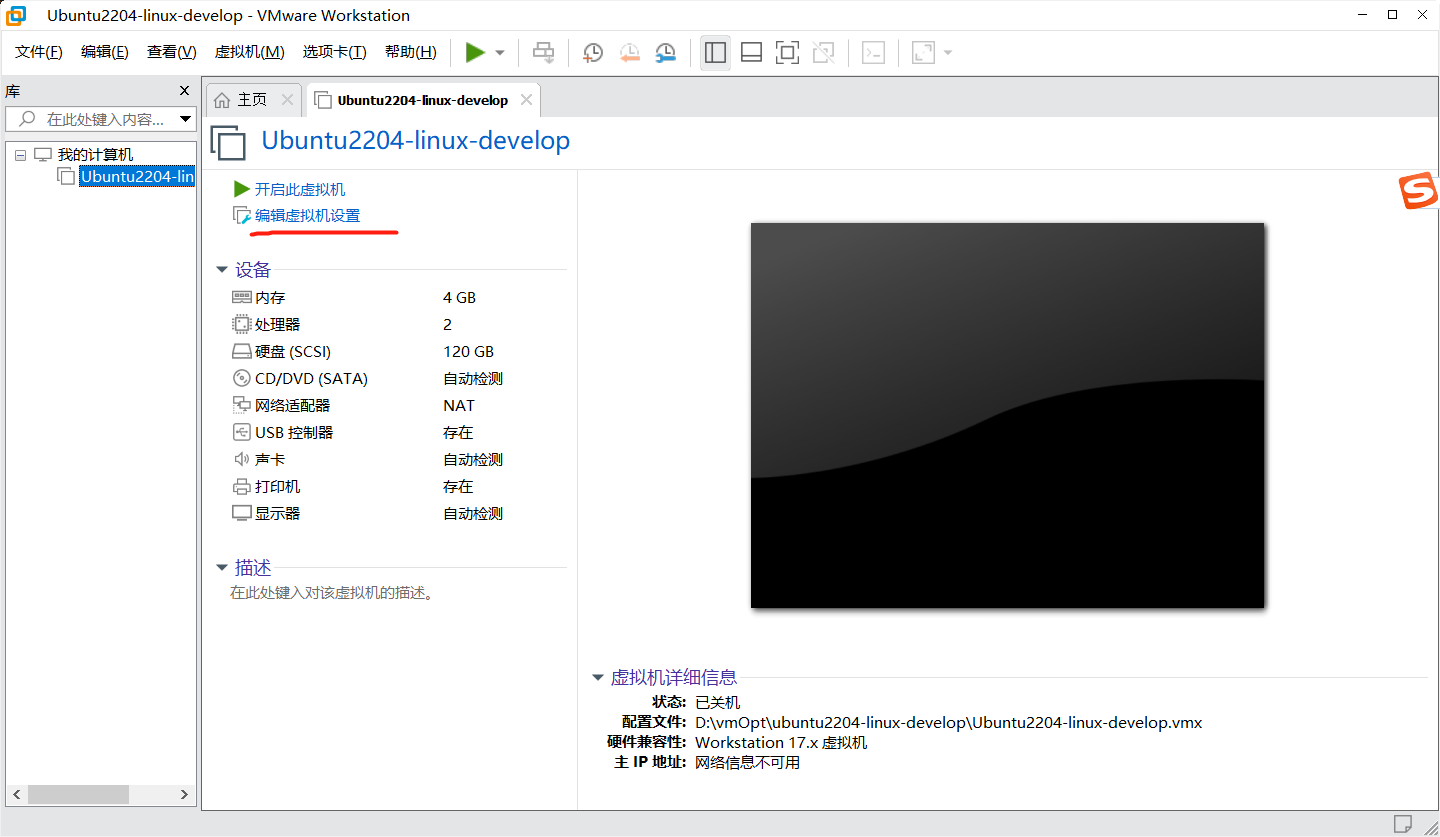 Ubuntu2204-linux-develop - VMware Workstation
文件(F) 编辑(E) 查看(V) 虚拟机(M) 选项卡(T) 帮助(H)
库
在此处键入内容...
我的计算机
Ubuntu2204-lin
主页
Ubuntu2204-linux-develop
Ubuntu2204-linux-develop
开启此虚拟机
编辑虚拟机设置
设备
内存 4 GB
处理器 2
硬盘 (SCSI) 120 GB
CD/DVD (SATA) 自动检测
网络适配器 NAT
USB 控制器 存在
声卡 自动检测
打印机 存在
显示器 自动检测
描述
在此处键入对该虚拟机的描述。
虚拟机详细信息
状态: 已关机
配置文件: D:\vmOpt\ubuntu2204-linux-develop\Ubuntu2204-linux-develop.vmx
硬件兼容性: Workstation 17.x 虚拟机
主 IP 地址: 网络信息不可用